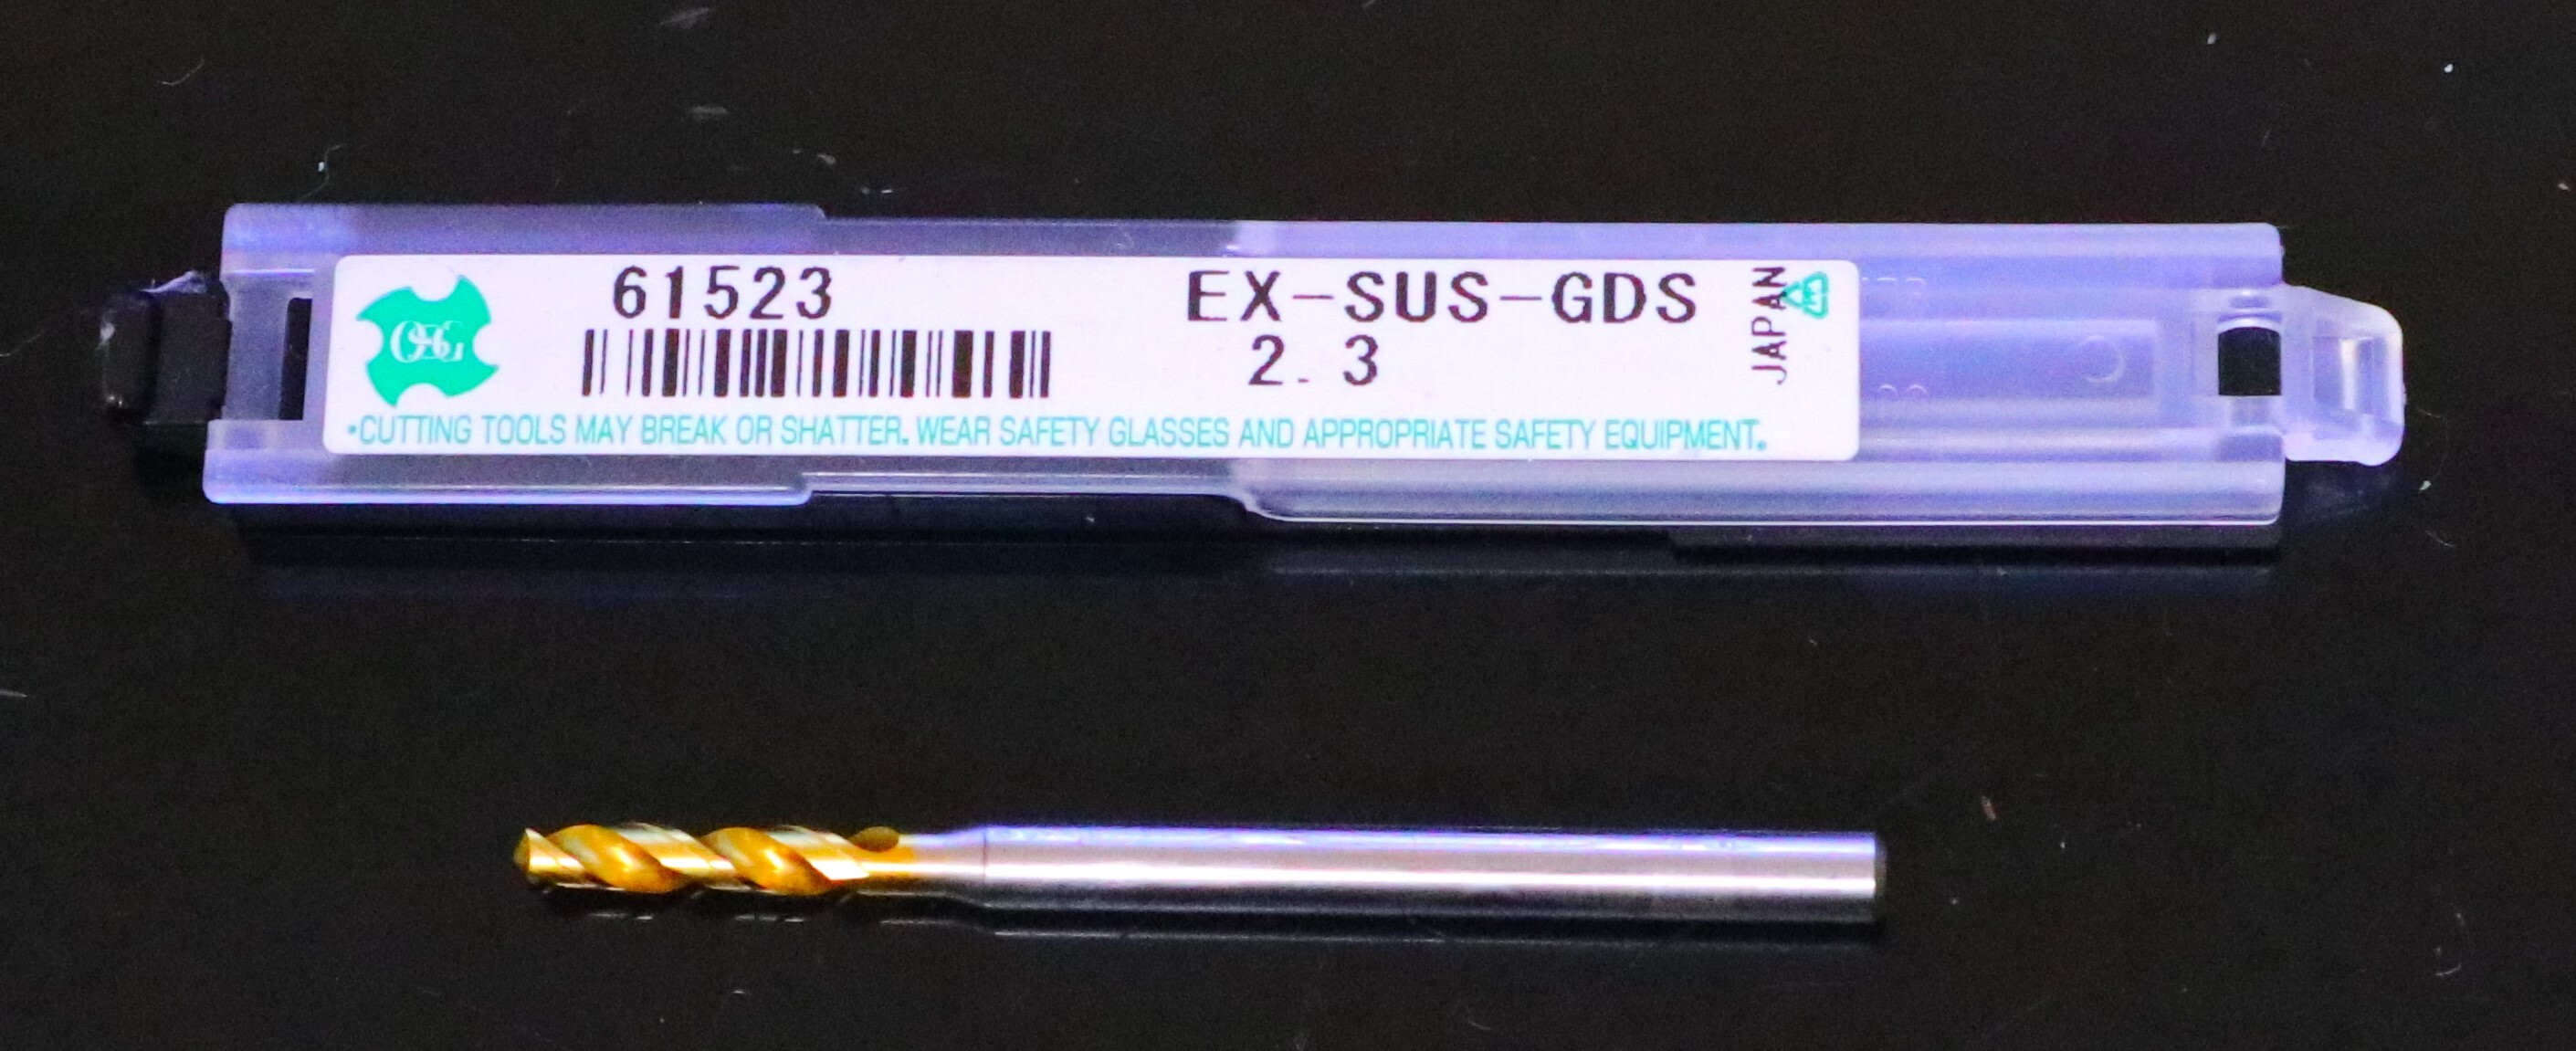 OSG
61523
EX-SUS-GDS
2.3
JAPAN
•CUTTING TOOLS MAY BREAK OR SHATTER. WEAR SAFETY GLASSES AND APPROPRIATE SAFETY EQUIPMENT.